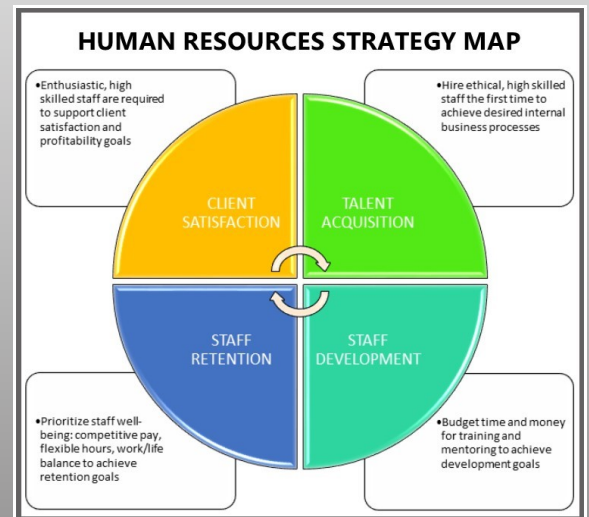 HUMAN RESOURCES STRATEGY MAP
•Enthusiastic, high
skilled staff are required
to support client
satisfaction and
profitability goals
•Hire ethical, high skilled
staff the first time to
achieve desired internal
business processes
CLIENT
SATISFACTION
TALENT
ACQUISITION
STAFF
RETENTION
STAFF
DEVELOPMENT
•Prioritize staff well-
being: competitive pay,
flexible hours, work/life
balance to achieve
retention goals
•Budget time and money
for training and
mentoring to achieve
development goals